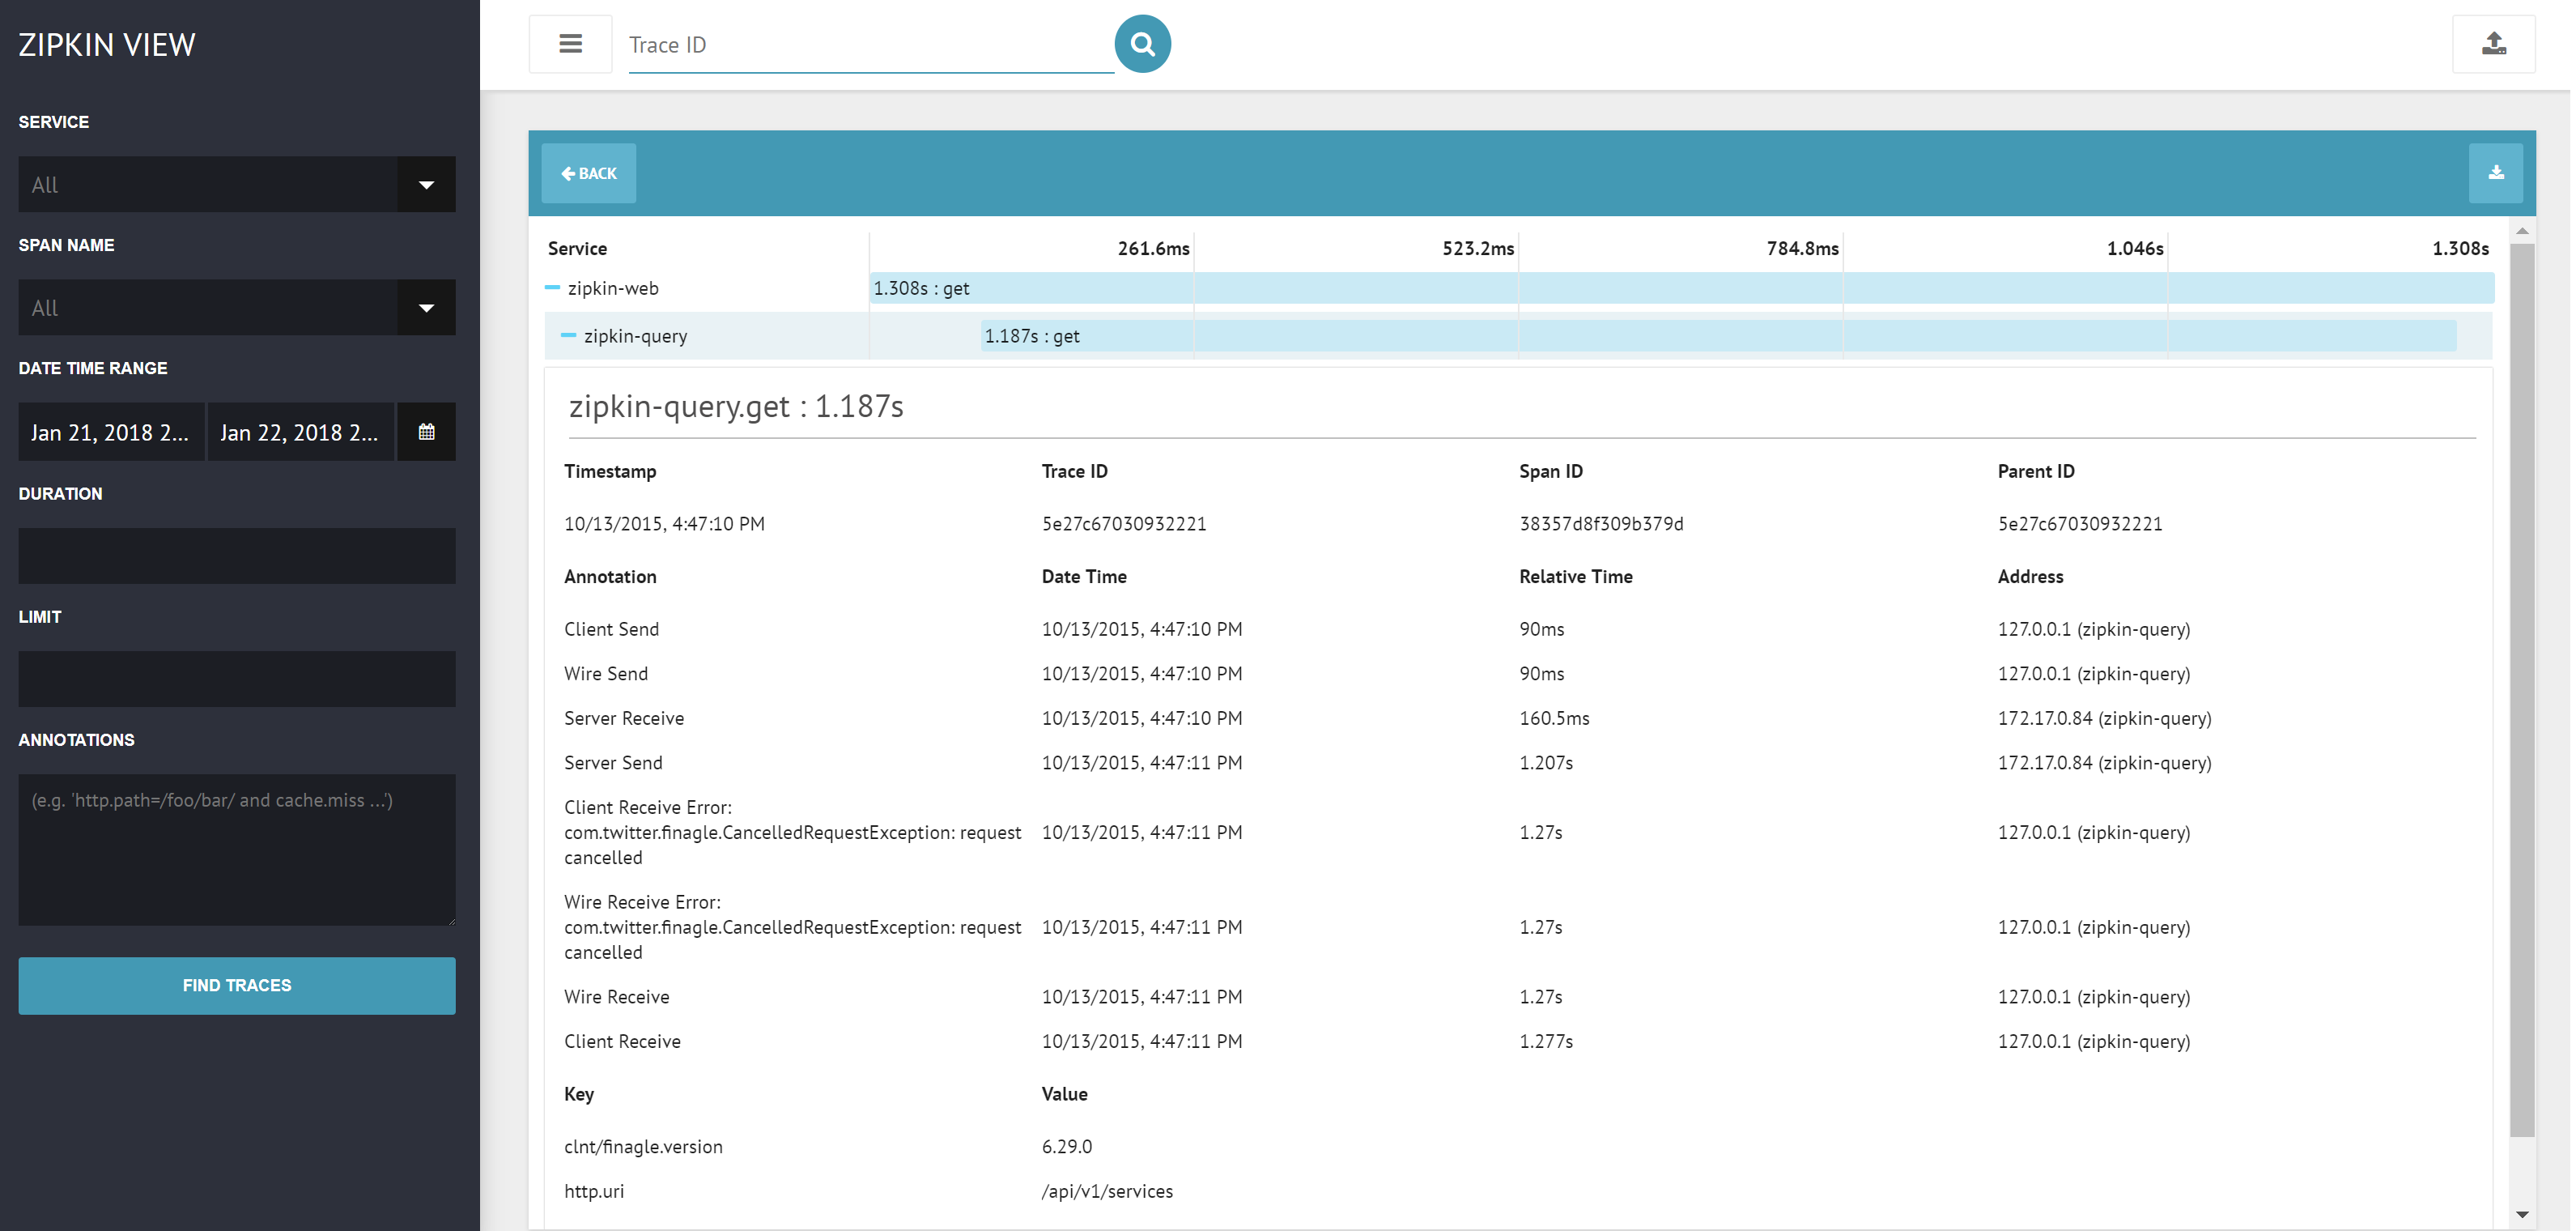 ZIPKIN VIEW
SERVICE
All
SPAN NAME
All
DATE TIME RANGE
Jan 21, 2018 2... Jan 22, 2018 2...
DURATION
LIMIT
ANNOTATIONS
(e.g. 'http.path=/foo/bar/ and cache.miss ...')
FIND TRACES
Trace ID
BACK
Service 261.6ms 523.2ms 784.8ms 1.046s 1.308s
zipkin-web 1.308s : get
zipkin-query 1.187s : get
zipkin-query.get : 1.187s
Timestamp Trace ID Span ID Parent ID
10/13/2015, 4:47:10 PM 5e27c67030932221 38357d8f309b379d 5e27c67030932221
Annotation Date Time Relative Time Address
Client Send 10/13/2015, 4:47:10 PM 90ms 127.0.0.1 (zipkin-query)
Wire Send 10/13/2015, 4:47:10 PM 90ms 127.0.0.1 (zipkin-query)
Server Receive 10/13/2015, 4:47:10 PM 160.5ms 172.17.0.84 (zipkin-query)
Server Send 10/13/2015, 4:47:11 PM 1.207s 172.17.0.84 (zipkin-query)
Client Receive Error:
com.twitter.finagle.CancelledRequestException: request 10/13/2015, 4:47:11 PM 1.27s 127.0.0.1 (zipkin-query)
cancelled
Wire Receive Error:
com.twitter.finagle.CancelledRequestException: request 10/13/2015, 4:47:11 PM 1.27s 127.0.0.1 (zipkin-query)
cancelled
Wire Receive 10/13/2015, 4:47:11 PM 1.27s 127.0.0.1 (zipkin-query)
Client Receive 10/13/2015, 4:47:11 PM 1.277s 127.0.0.1 (zipkin-query)
Key Value
clnt/finagle.version 6.29.0
http.uri /api/v1/services